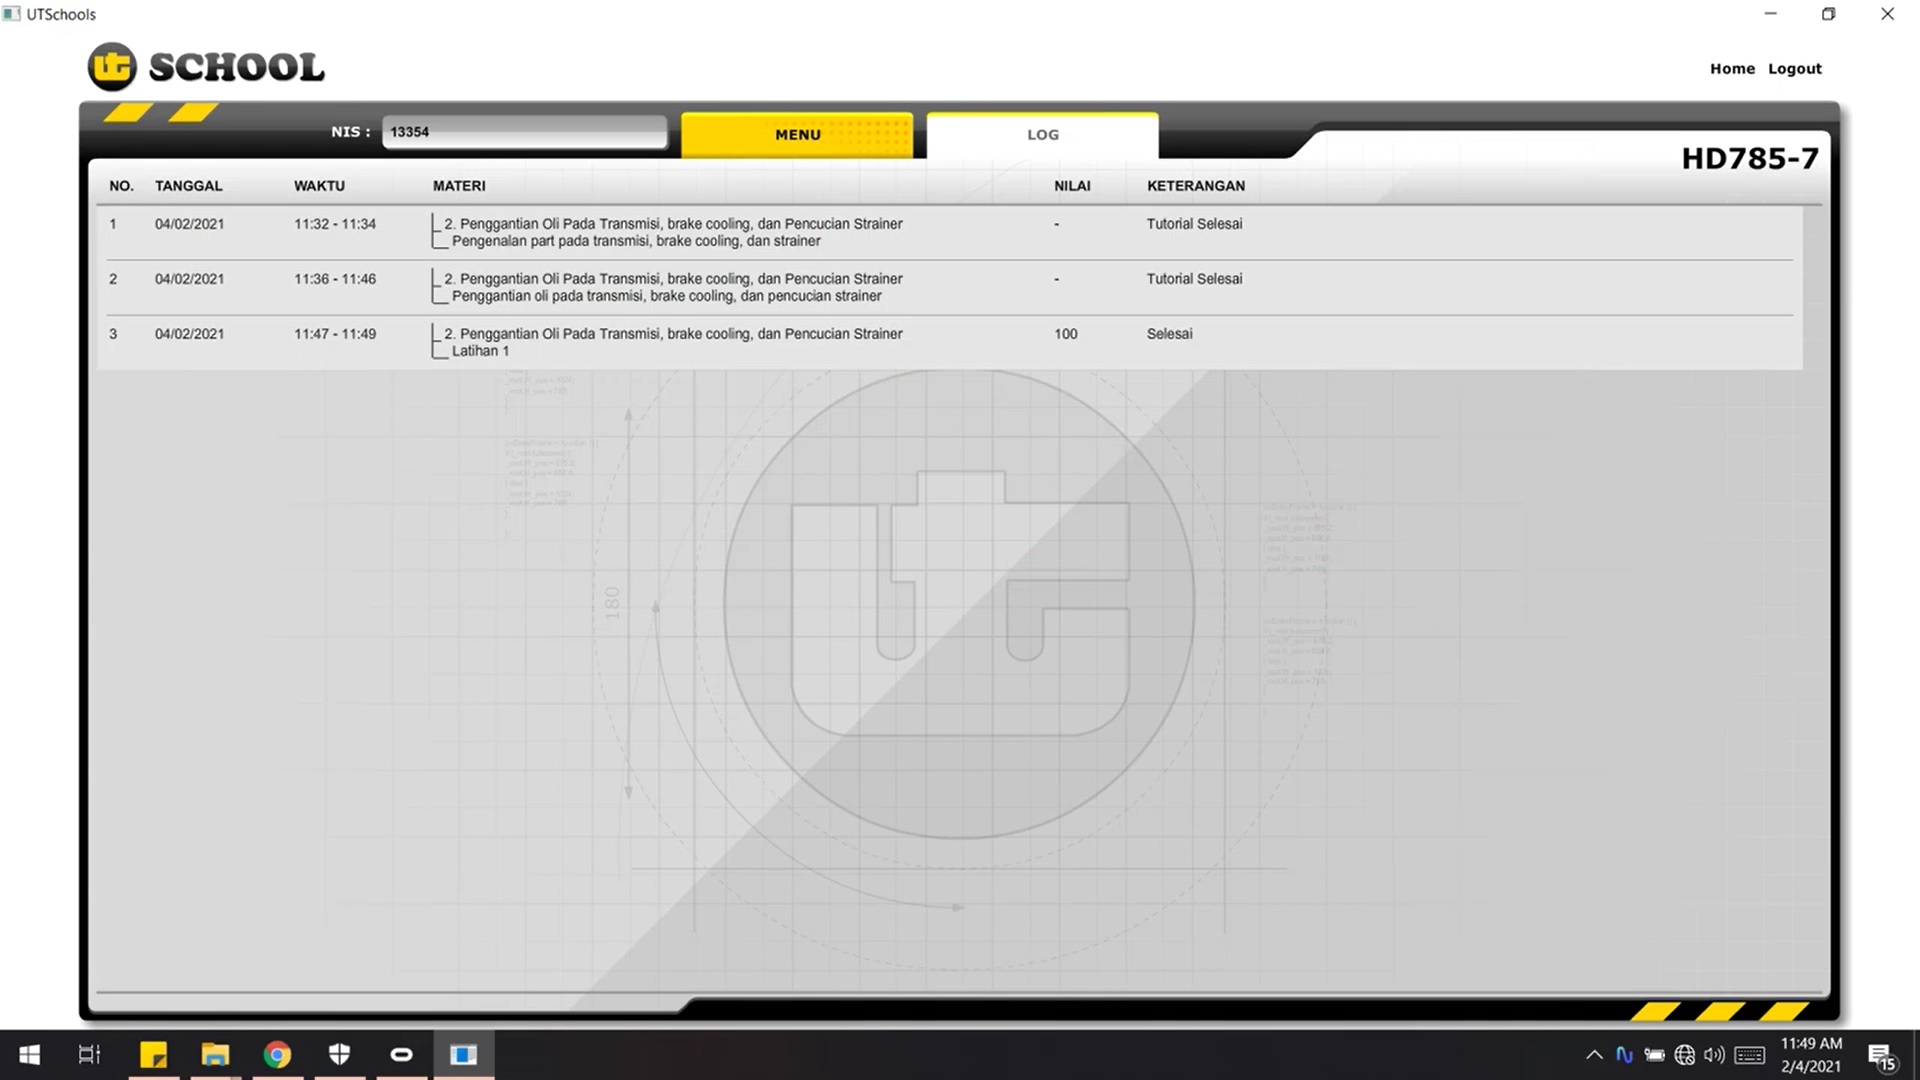 UTSchools
UT SCHOOL
Home Logout
NIS : 13354 MENU LOG
HD785-7
NO. TANGGAL WAKTU MATERI NILAI KETERANGAN
1 04/02/2021 11:32 - 11:34 2. Penggantian Oli Pada Transmisi, brake cooling, dan Pencucian Strainer - Tutorial Selesai
Pengenalan part pada transmisi, brake cooling, dan strainer
2 04/02/2021 11:36 - 11:46 2. Penggantian Oli Pada Transmisi, brake cooling, dan Pencucian Strainer - Tutorial Selesai
Penggantian oli pada transmisi, brake cooling, dan pencucian strainer
3 04/02/2021 11:47 - 11:49 2. Penggantian Oli Pada Transmisi, brake cooling, dan Pencucian Strainer 100 Selesai
Latihan 1
180
11:49 AM
2/4/2021
15